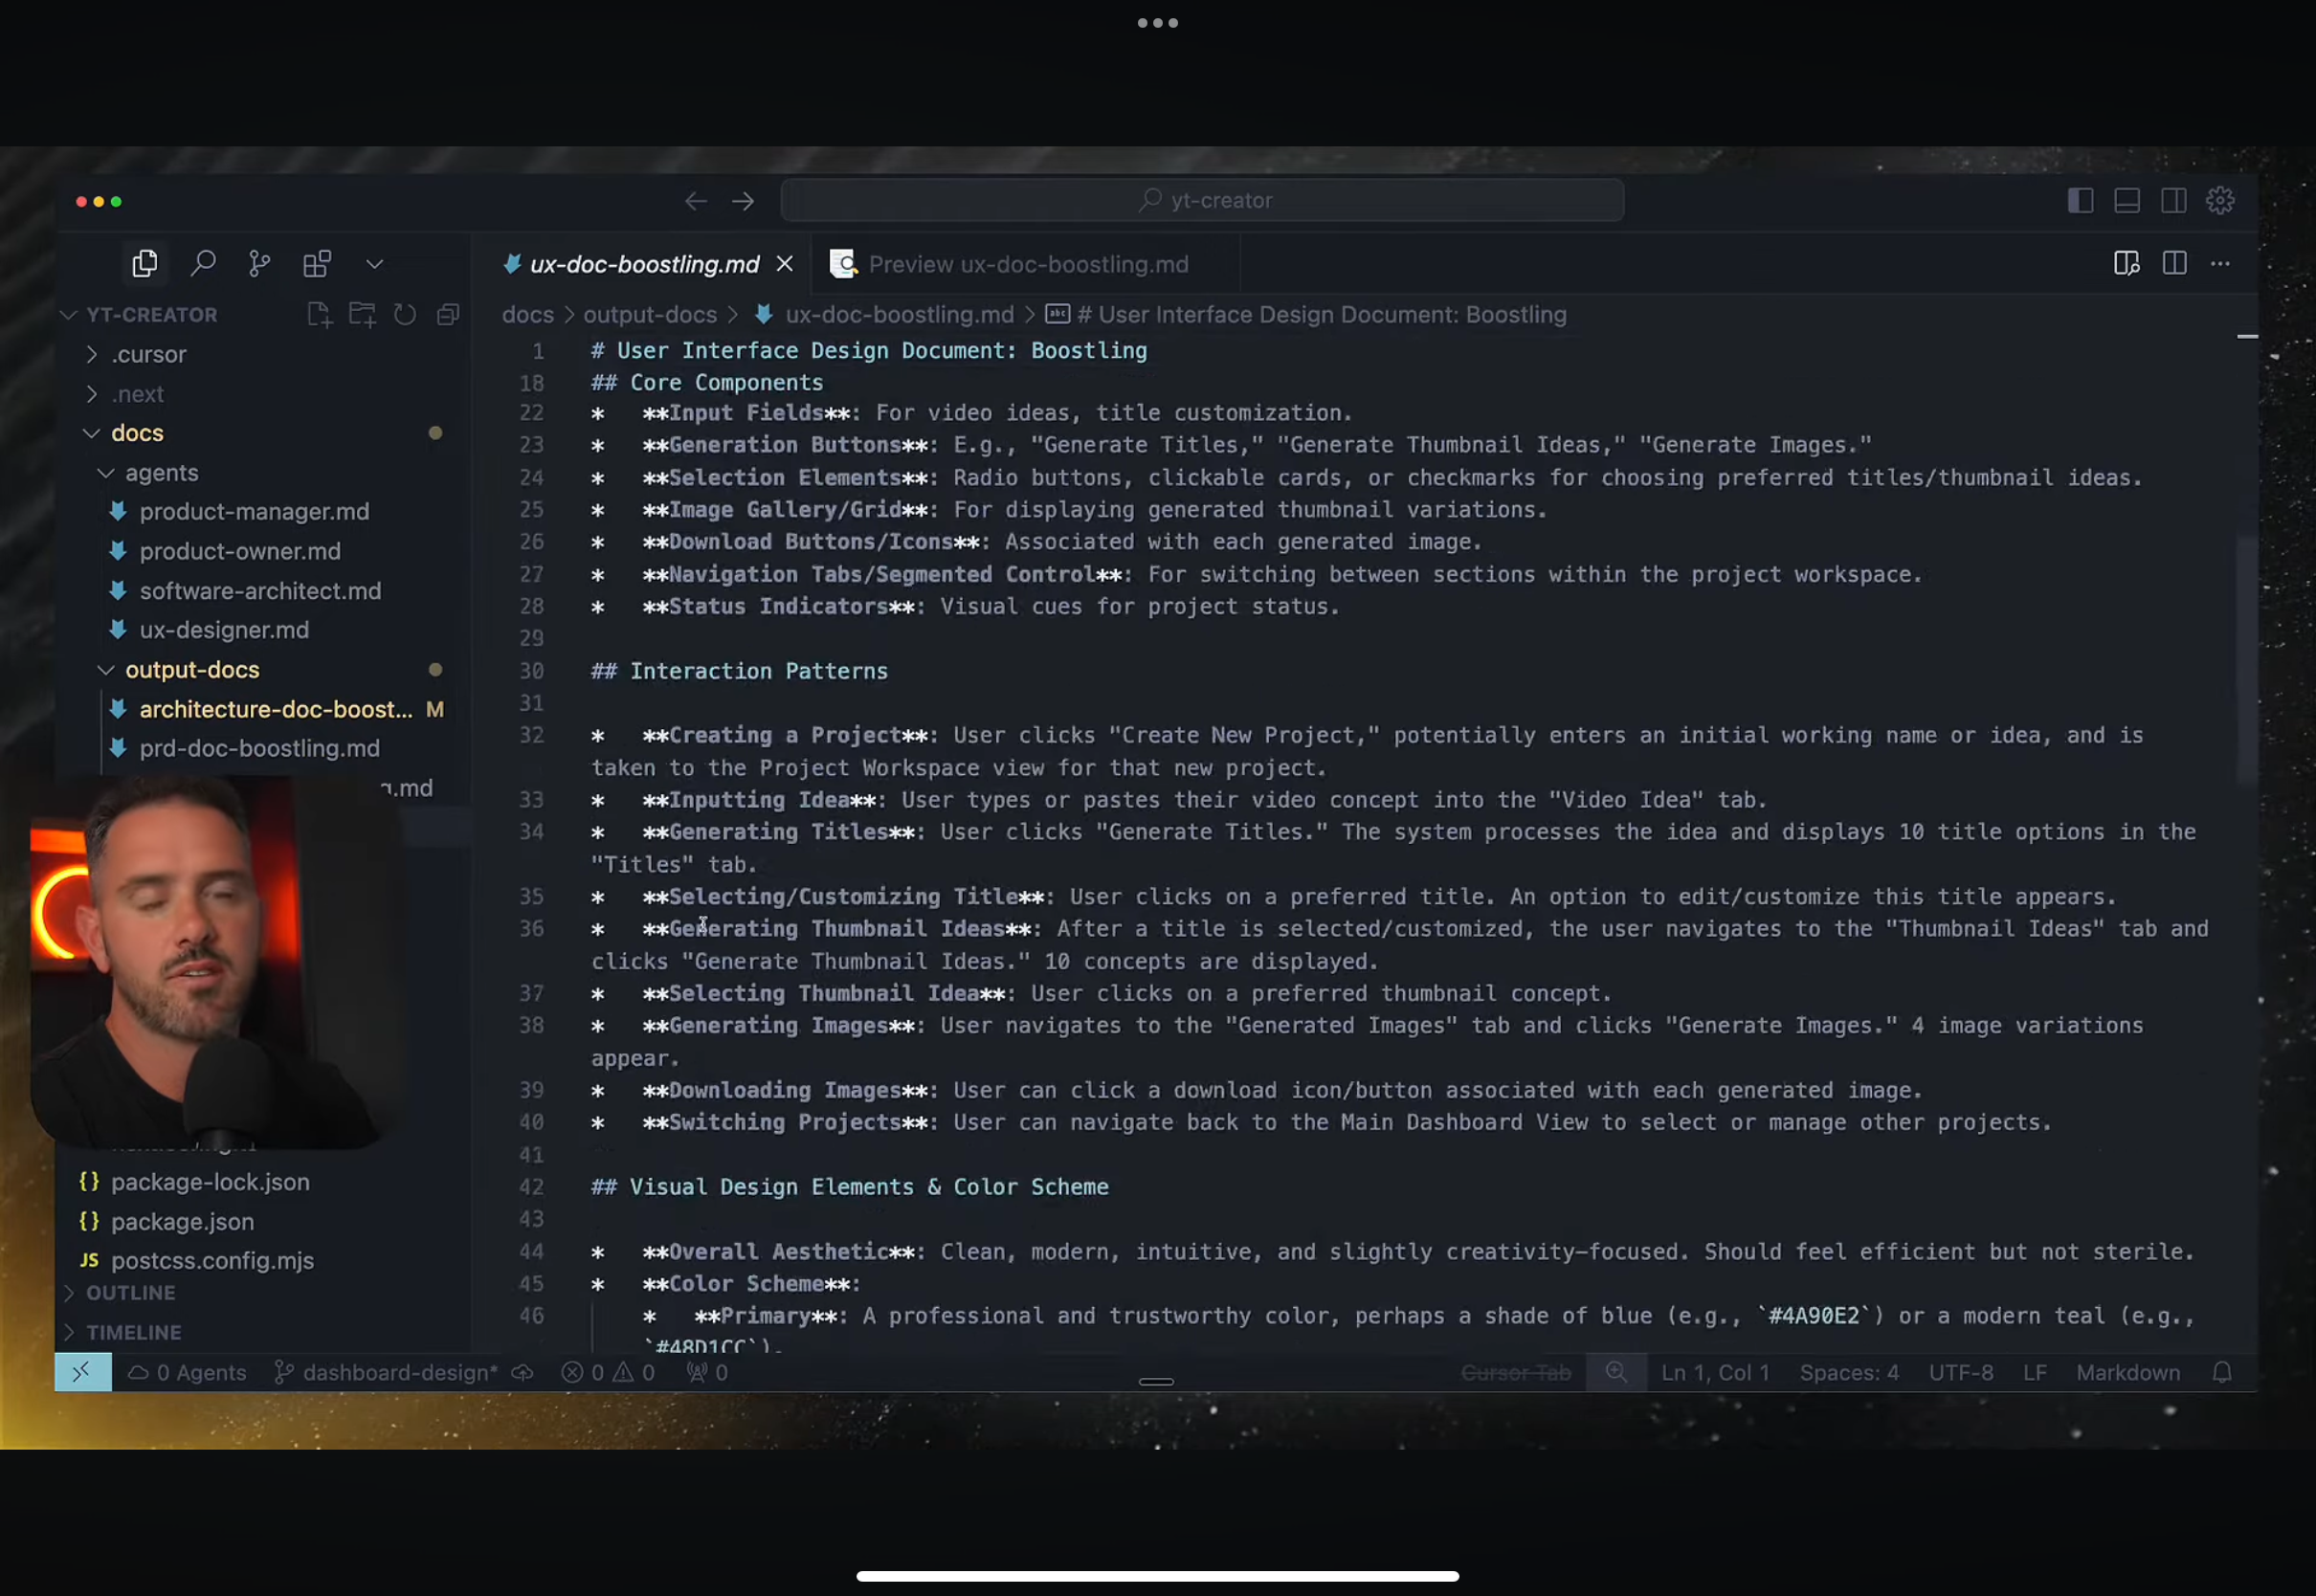 yt-creator
ux-doc-boostling.md
Preview ux-doc-boostling.md
YT-CREATOR
docs > output-docs > ux-doc-boostling.md > # User Interface Design Document: Boostling
.cursor
.next
docs
agents
product-manager.md
product-owner.md
software-architect.md
ux-designer.md
output-docs
architecture-doc-boost... M
prd-doc-boostling.md
g.md
package-lock.json
package.json
JS postcss.config.mjs
OUTLINE
TIMELINE
1 # User Interface Design Document: Boostling
18 ## Core Components
22 * **Input Fields**: For video ideas, title customization.
23 * **Generation Buttons**: E.g., "Generate Titles," "Generate Thumbnail Ideas," "Generate Images."
24 * **Selection Elements**: Radio buttons, clickable cards, or checkmarks for choosing preferred titles/thumbnail ideas.
25 * **Image Gallery/Grid**: For displaying generated thumbnail variations.
26 * **Download Buttons/Icons**: Associated with each generated image.
27 * **Navigation Tabs/Segmented Control**: For switching between sections within the project workspace.
28 * **Status Indicators**: Visual cues for project status.
29
30 ## Interaction Patterns
31
32 * **Creating a Project**: User clicks "Create New Project," potentially enters an initial working name or idea, and is
taken to the Project Workspace view for that new project.
33 * **Inputting Idea**: User types or pastes their video concept into the "Video Idea" tab.
34 * **Generating Titles**: User clicks "Generate Titles." The system processes the idea and displays 10 title options in the
"Titles" tab.
35 * **Selecting/Customizing Title**: User clicks on a preferred title. An option to edit/customize this title appears.
36 * **Generating Thumbnail Ideas**: After a title is selected/customized, the user navigates to the "Thumbnail Ideas" tab and
clicks "Generate Thumbnail Ideas." 10 concepts are displayed.
37 * **Selecting Thumbnail Idea**: User clicks on a preferred thumbnail concept.
38 * **Generating Images**: User navigates to the "Generated Images" tab and clicks "Generate Images." 4 image variations
appear.
39 * **Downloading Images**: User can click a download icon/button associated with each generated image.
40 * **Switching Projects**: User can navigate back to the Main Dashboard View to select or manage other projects.
41
42 ## Visual Design Elements & Color Scheme
43
44 * **Overall Aesthetic**: Clean, modern, intuitive, and slightly creativity-focused. Should feel efficient but not sterile.
45 * **Color Scheme**:
46 * **Primary**: A professional and trustworthy color, perhaps a shade of blue (e.g., `#4A90E2`) or a modern teal (e.g.,
`#48D1CC`).
0 Agents dashboard-design* 0 0 0 Cursor Tab Ln 1, Col 1 Spaces: 4 UTF-8 LF Markdown